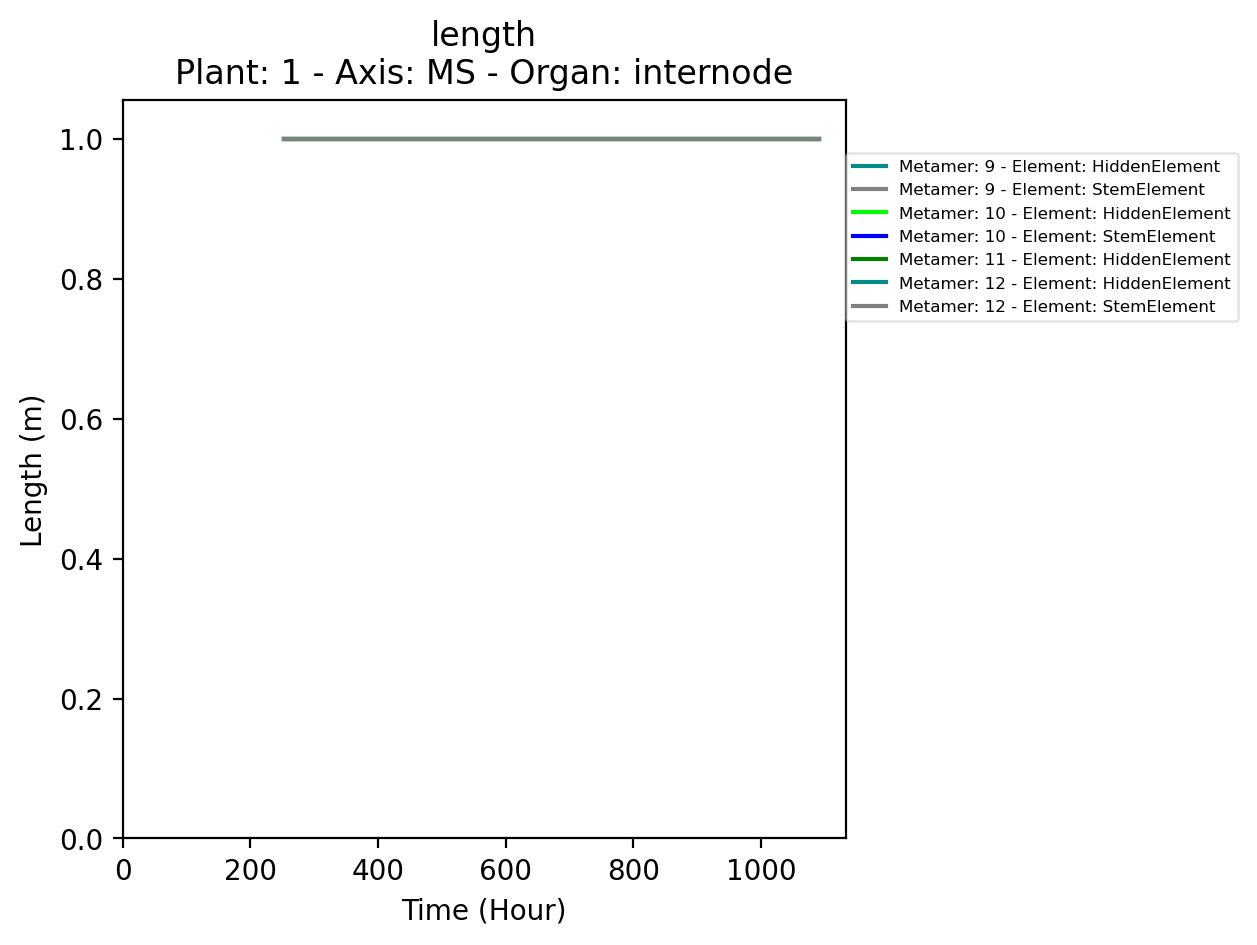 length
Plant: 1 - Axis: MS - Organ: internode
1.0
0.8
0.6
0.4
0.2
0.0
Length (m)
0 200 400 600 800 1000
Time (Hour)
Metamer: 9 - Element: HiddenElement
Metamer: 9 - Element: StemElement
Metamer: 10 - Element: HiddenElement
Metamer: 10 - Element: StemElement
Metamer: 11 - Element: HiddenElement
Metamer: 12 - Element: HiddenElement
Metamer: 12 - Element: StemElement